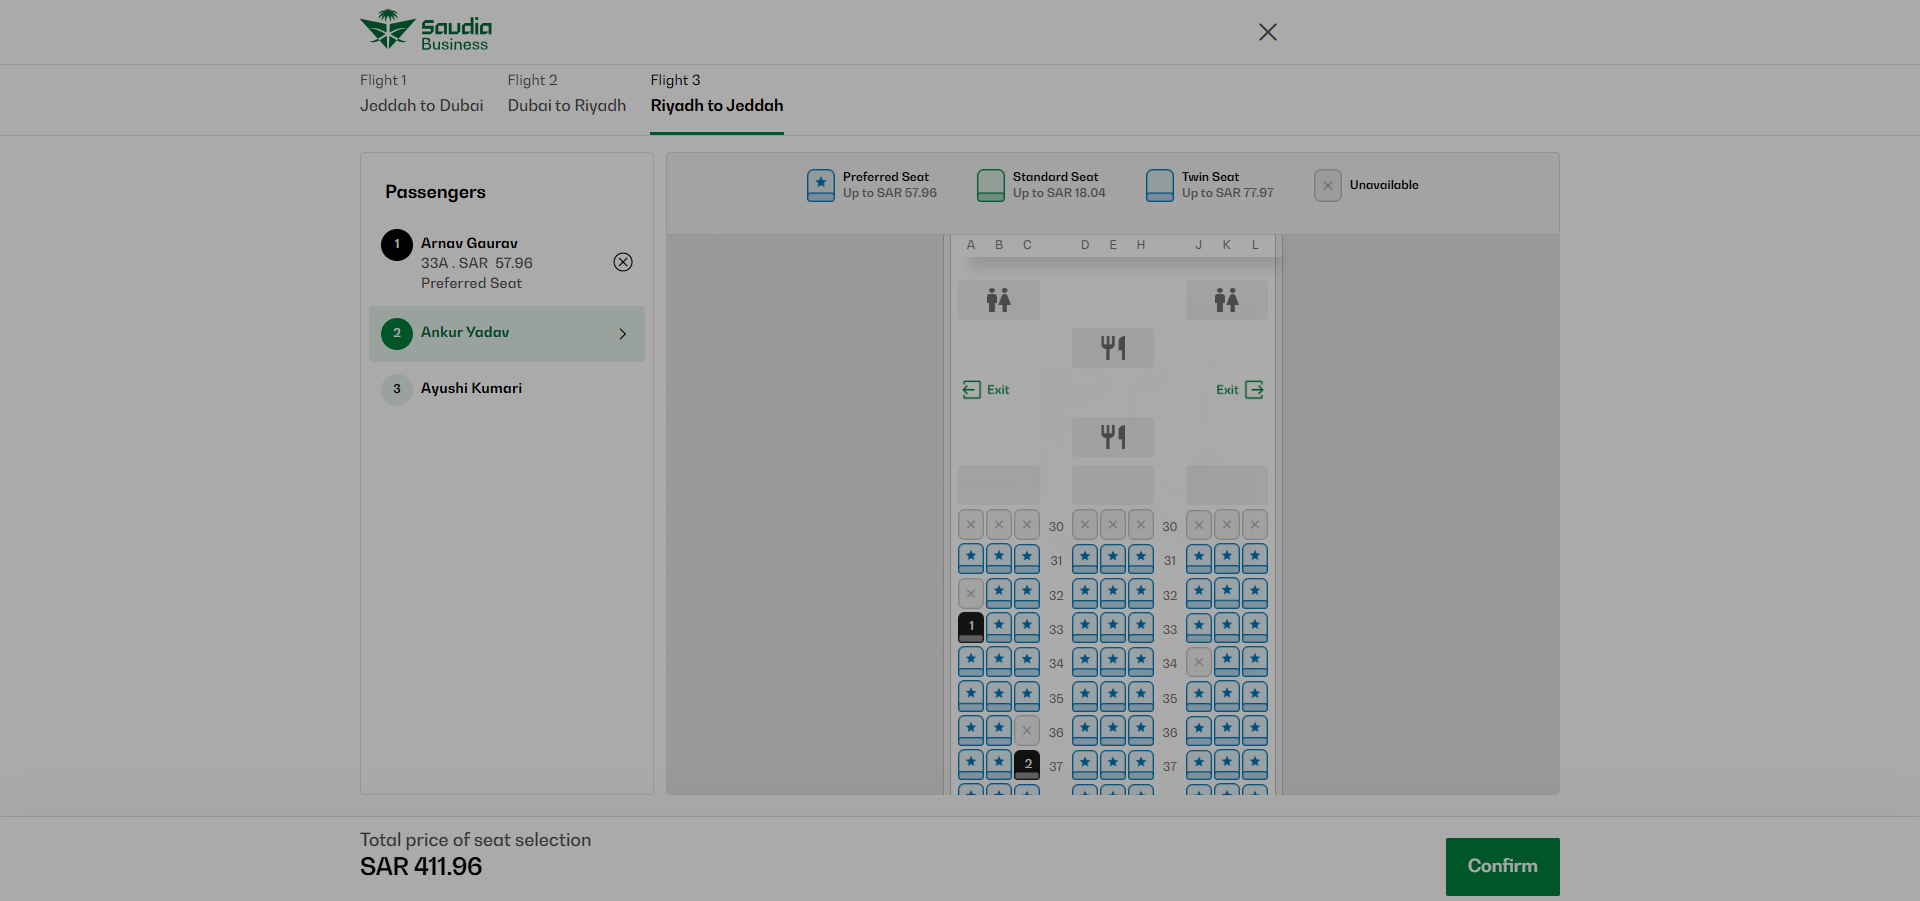 Saudia
Business
Flight 1
Jeddah to Dubai
Flight 2
Dubai to Riyadh
Flight 3
Riyadh to Jeddah
Passengers
1
Arnav Gaurav
33A . SAR 57.96
Preferred Seat
2
Ankur Yadav
3
Ayushi Kumari
Preferred Seat
Up to SAR 57.96
Standard Seat
Up to SAR 18.04
Twin Seat
Up to SAR 77.97
Unavailable
A B C D E H J K L
37C
Exit
Exit
30 30
31 31
32 32
1 33 33
34 34
35 35
36 36
2 37 37
Total price of seat selection
SAR 411.96
Confirm